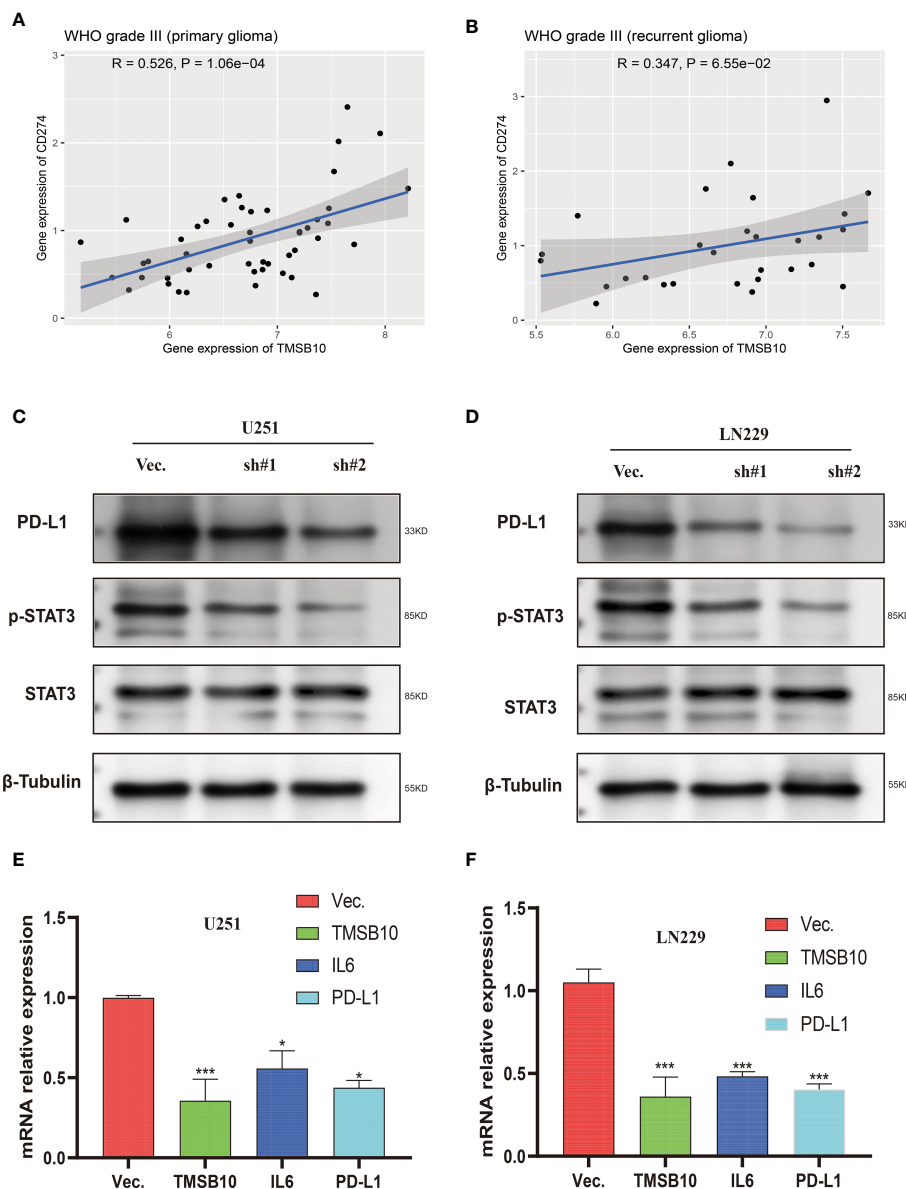 A
WHO grade III (primary glioma)
R = 0.526, P = 1.06e−04
Gene expression of CD274
3
2
1
0
6
7
8
Gene expression of TMSB10
B
WHO grade III (recurrent glioma)
R = 0.347, P = 6.55e−02
Gene expression of CD274
3
2
1
0
5.5
6.0
6.5
7.0
7.5
Gene expression of TMSB10
C
U251
Vec. sh#1 sh#2
PD-L1 33KD
p-STAT3 85KD
STAT3 85KD
β-Tubulin 55KD
D
LN229
Vec. sh#1 sh#2
PD-L1 33KD
p-STAT3 85KD
STAT3 85KD
β-Tubulin 55KD
E
U251
mRNA relative expression
1.5
1.0
0.5
0.0
Vec.
TMSB10
IL6
PD-L1
***
*
*
Vec. TMSB10 IL6 PD-L1
F
LN229
mRNA relative expression
1.5
1.0
0.5
0.0
Vec.
TMSB10
IL6
PD-L1
***
***
***
Vec. TMSB10 IL6 PD-L1